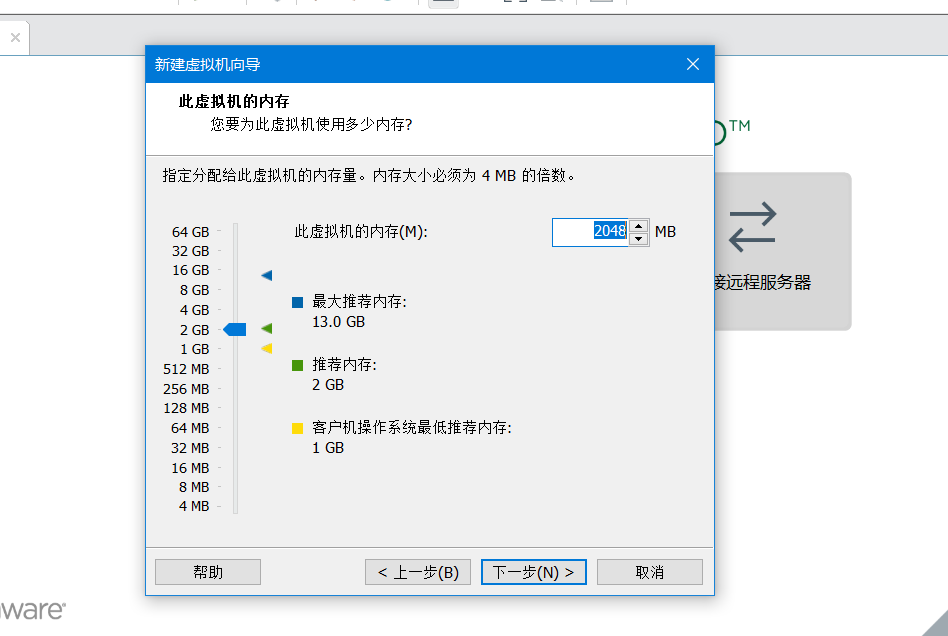 新建虚拟机向导
此虚拟机的内存
您要为此虚拟机使用多少内存?
TM
指定分配给此虚拟机的内存量。内存大小必须为 4 MB 的倍数。
此虚拟机的内存(M):
2048
MB
64 GB
32 GB
16 GB
8 GB
4 GB
2 GB
1 GB
512 MB
256 MB
128 MB
64 MB
32 MB
16 MB
8 MB
4 MB
最大推荐内存:
13.0 GB
推荐内存:
2 GB
客户机操作系统最低推荐内存:
1 GB
接远程服务器
帮助
< 上一步(B)
下一步(N) >
取消
ware